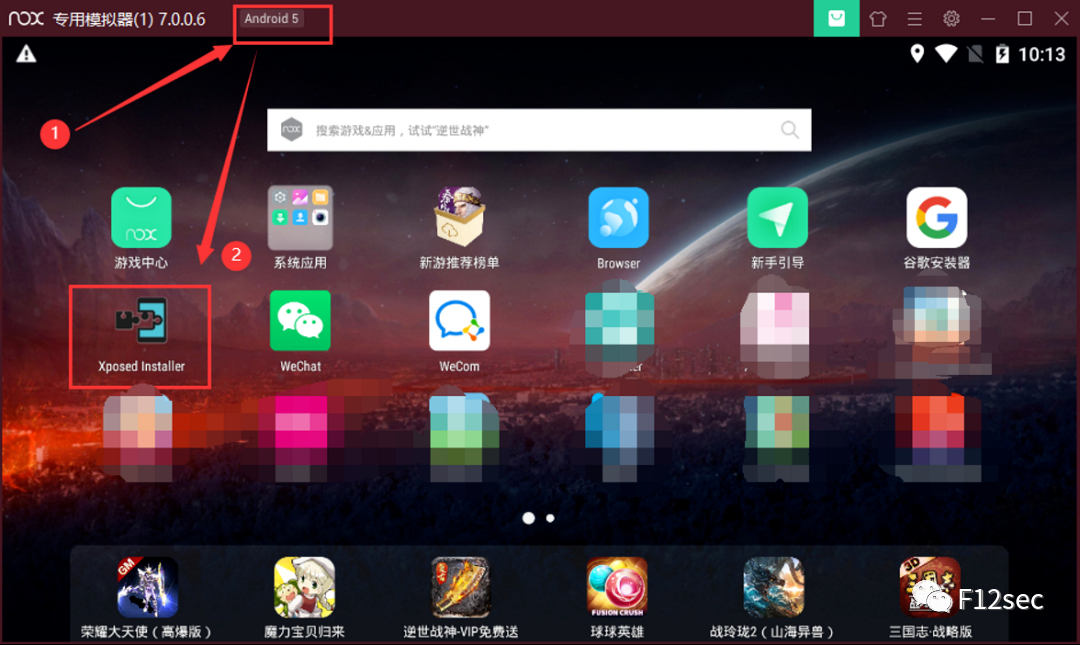 nox 专用模拟器(1) 7.0.0.6 Android 5
10:13
1
nox 搜索游戏&应用，试试"逆世战神"
nox
游戏中心
2
系统应用
新游推荐榜单
Browser
新手引导
谷歌安装器
Xposed Installer
WeChat
WeCom
GM
FUSION CRUSH
3D
F12sec
荣耀大天使（高爆版）
魔力宝贝归来
逆世战神-VIP免费送
球球英雄
战玲珑2（山海异兽）
三国志·战略版